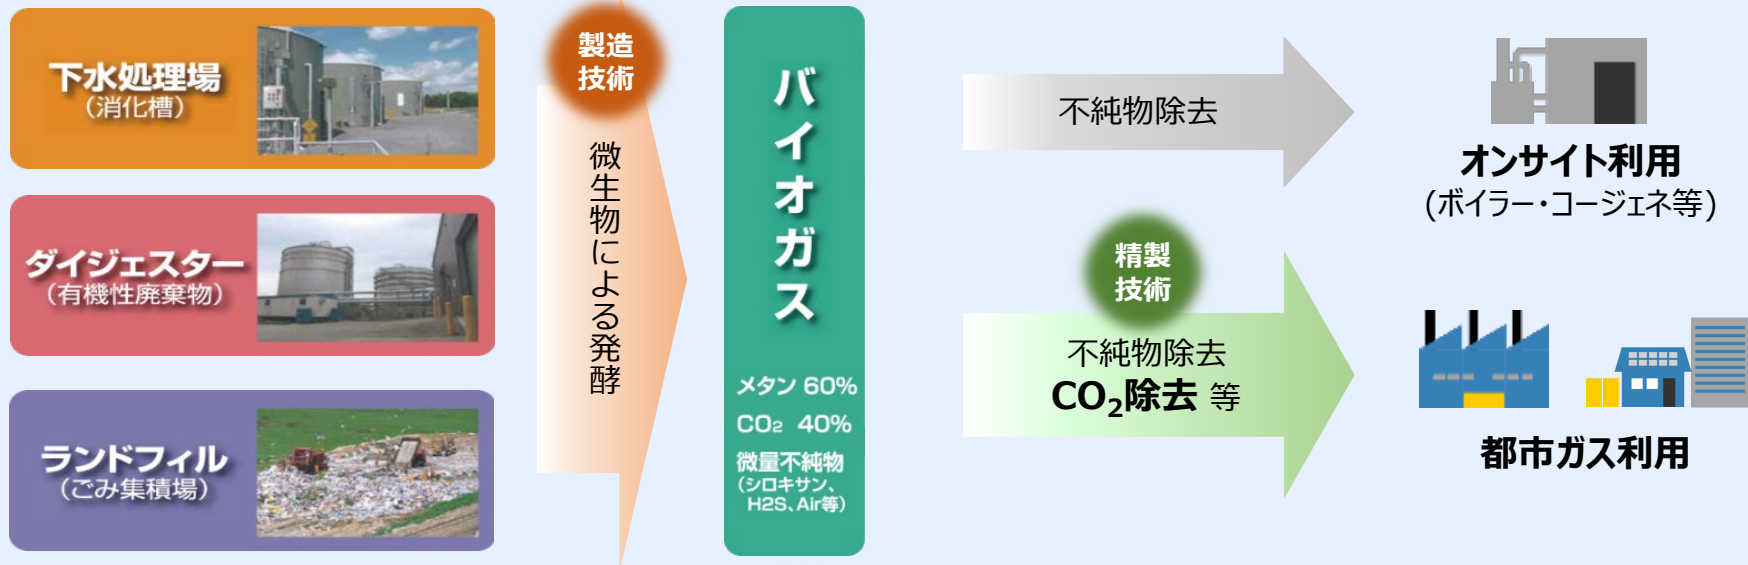 下水処理場
（消化槽）
ダイジェスター
（有機性廃棄物）
ランドフィル
（ごみ集積場）
製造
技術
微生物による発酵
バイオガス
メタン 60%
CO₂ 40%
微量不純物
（シロキサン、
H2S、Air等）
不純物除去
オンサイト利用
(ボイラー・コージェネ等)
精製
技術
不純物除去
CO₂除去 等
都市ガス利用